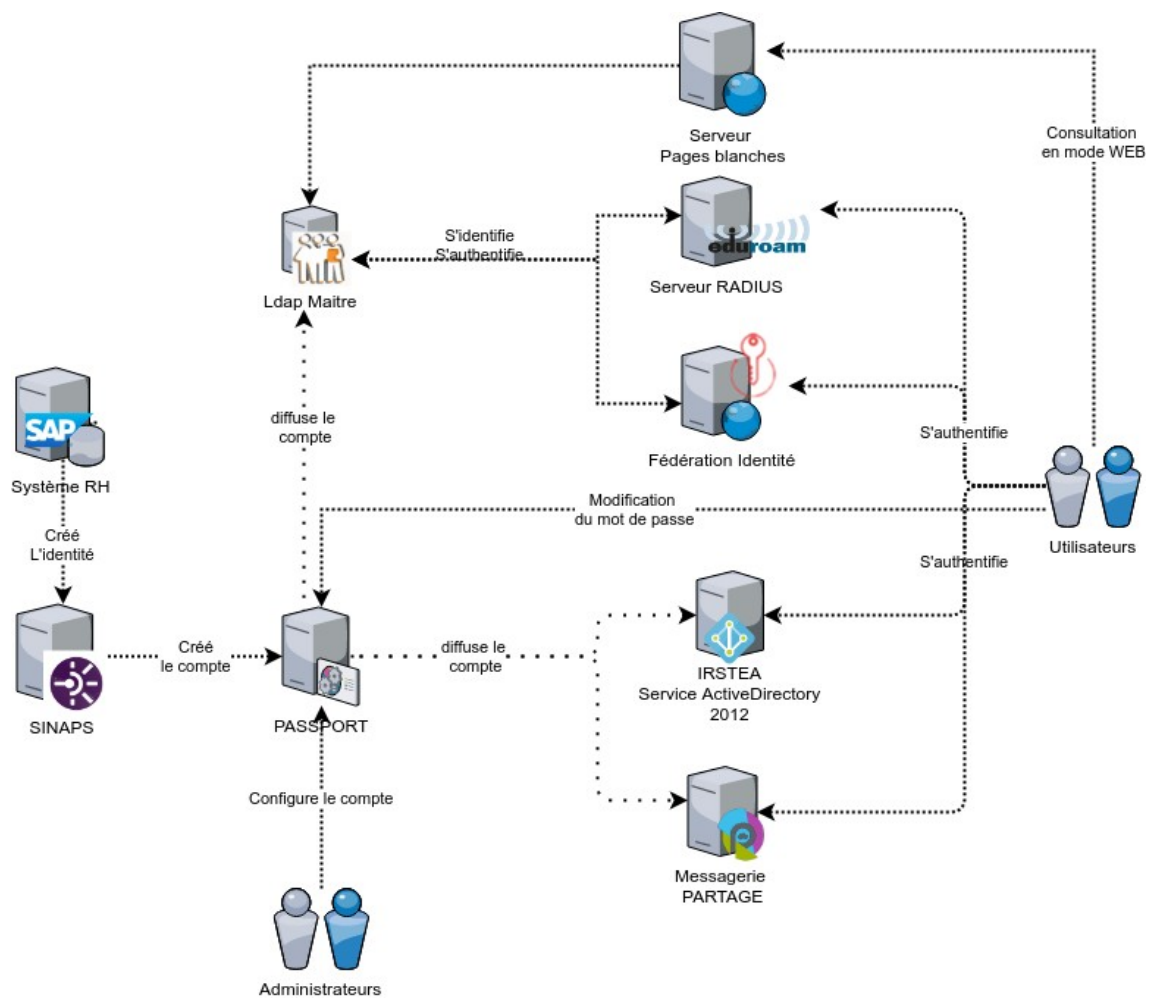 Serveur
Pages blanches
Consultation
en mode WEB
S'identifie
S'authentifie
eduroam
Serveur RADIUS
Ldap Maitre
diffuse le
compte
SAP
Système RH
Fédération Identité
S'authentifie
Utilisateurs
Modification
du mot de passe
Créé
L'identité
S'authentifie
SINAPS
Créé
le compte
PASSPORT
diffuse le
compte
IRSTEA
Service ActiveDirectory
2012
Configure le compte
Messagerie
PARTAGE
Administrateurs